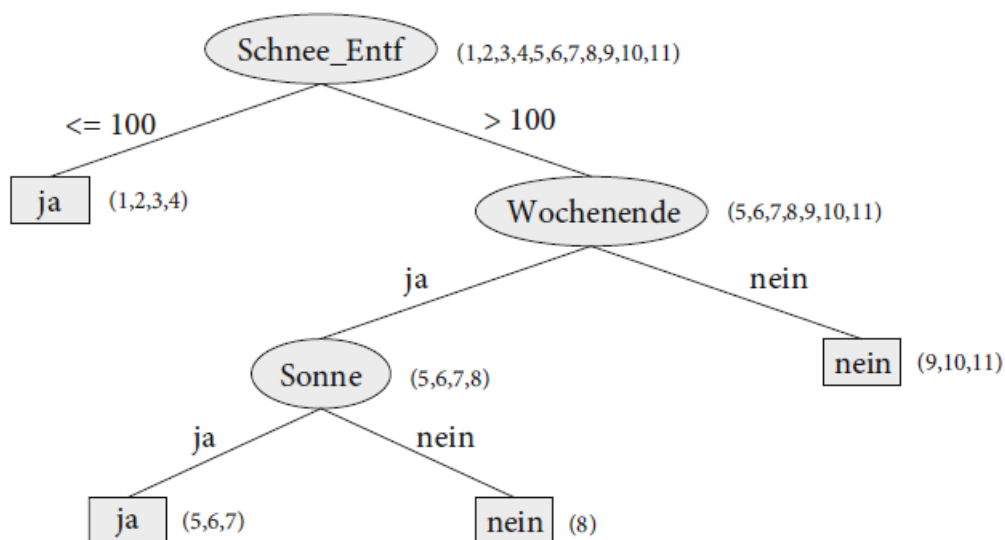 Schnee_Entf (1,2,3,4,5,6,7,8,9,10,11)
<= 100 > 100
ja (1,2,3,4)
Wochenende (5,6,7,8,9,10,11)
ja nein
Sonne (5,6,7,8)
nein (9,10,11)
ja nein
ja (5,6,7) nein (8)